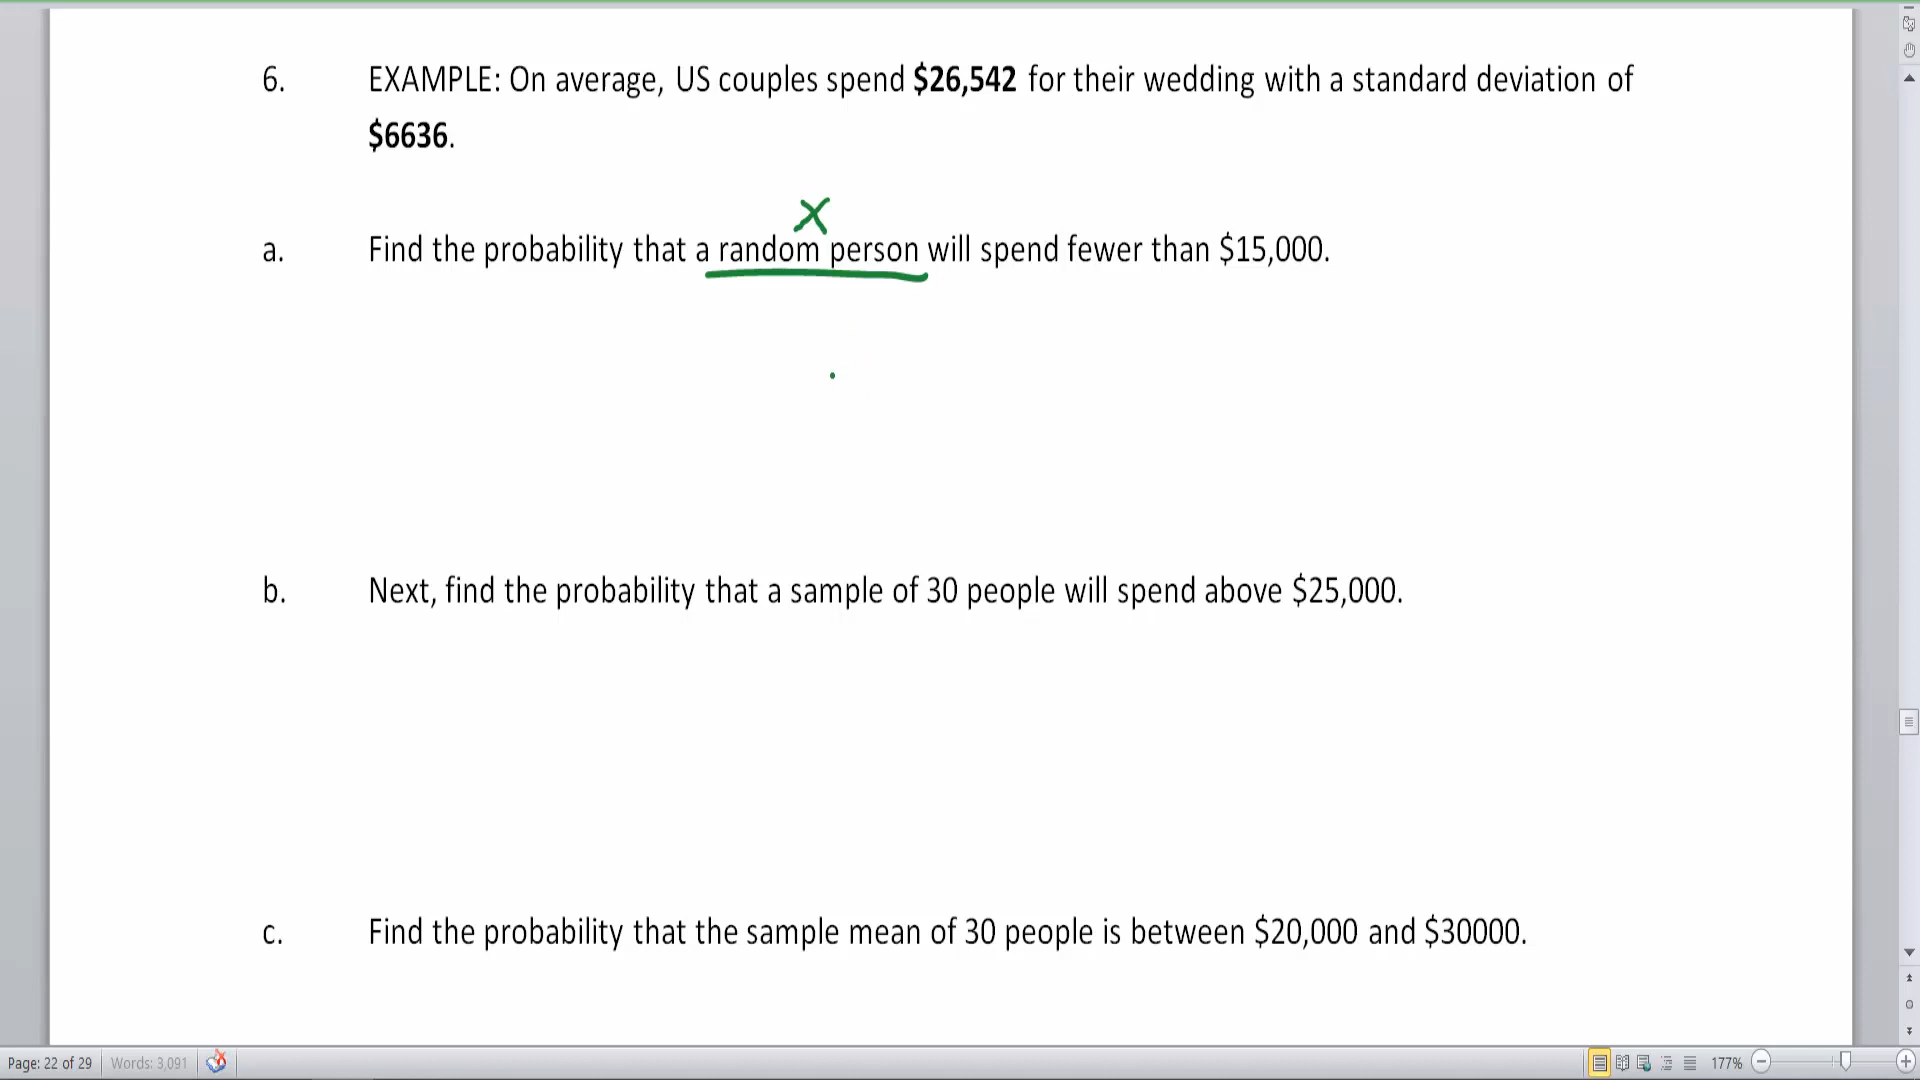 6. EXAMPLE: On average, US couples spend $26,542 for their wedding with a standard deviation of
$6636.
X
a. Find the probability that a random person will spend fewer than $15,000.
b. Next, find the probability that a sample of 30 people will spend above $25,000.
c. Find the probability that the sample mean of 30 people is between $20,000 and $30000.
Page: 22 of 29 Words: 3,091 177%